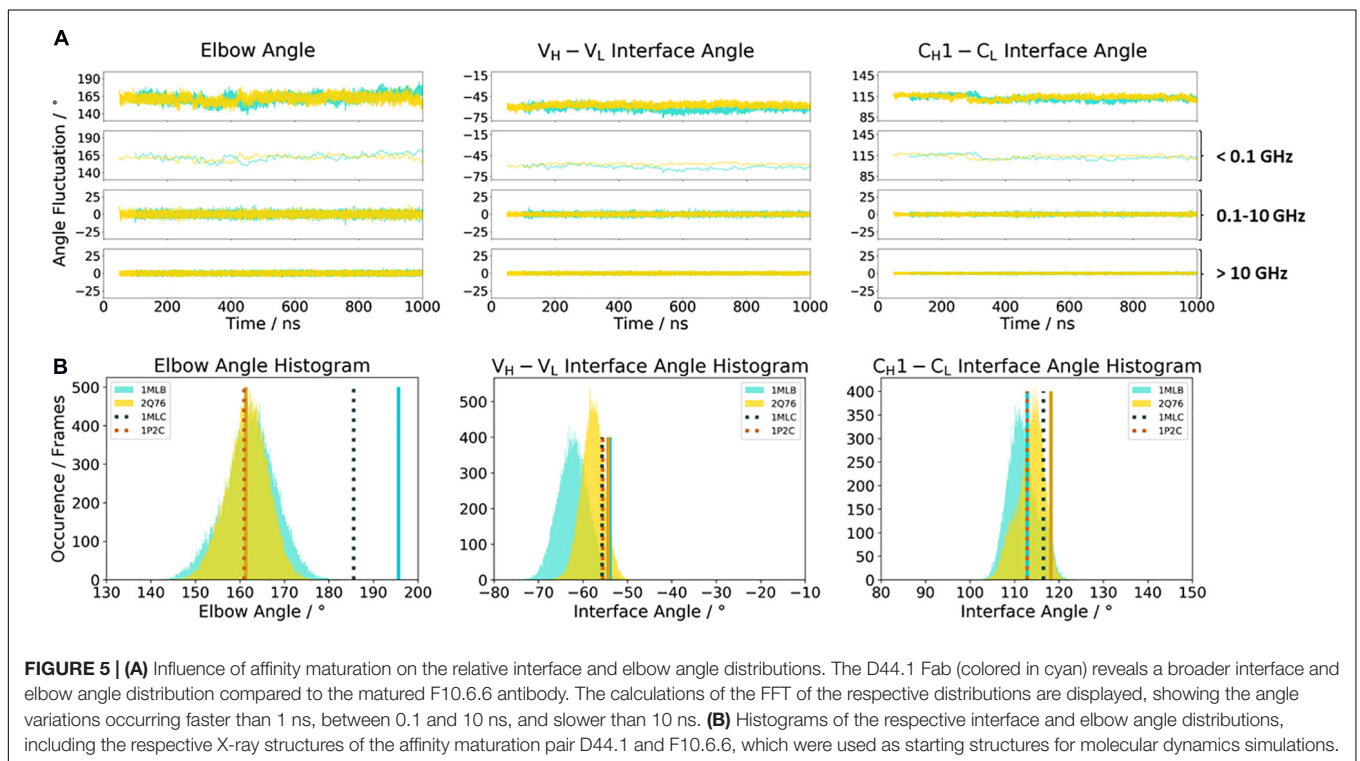 A
Elbow Angle
V_H − V_L Interface Angle
C_H1 − C_L Interface Angle
Angle Fluctuation / °
190
165
140
−15
−45
−75
145
115
85
190
165
140
−15
−45
−75
145
115
85
< 0.1 GHz
25
0
−25
25
0
−25
25
0
−25
0.1-10 GHz
25
0
−25
25
0
−25
25
0
−25
> 10 GHz
0 200 400 600 800 1000
0 200 400 600 800 1000
0 200 400 600 800 1000
Time / ns
Time / ns
Time / ns
B
Elbow Angle Histogram
V_H − V_L Interface Angle Histogram
C_H1 − C_L Interface Angle Histogram
Occurence / Frames
500
400
300
200
100
0
1MLB
2Q76
1MLC
1P2C
130 140 150 160 170 180 190 200
Elbow Angle / °
500
400
300
200
100
0
1MLB
2Q76
1MLC
1P2C
−80 −70 −60 −50 −40 −30 −20 −10
Interface Angle / °
400
350
300
250
200
150
100
50
0
1MLB
2Q76
1MLC
1P2C
80 90 100 110 120 130 140 150
Interface Angle / °
FIGURE 5 | (A) Influence of affinity maturation on the relative interface and elbow angle distributions. The D44.1 Fab (colored in cyan) reveals a broader interface and
elbow angle distribution compared to the matured F10.6.6 antibody. The calculations of the FFT of the respective distributions are displayed, showing the angle
variations occurring faster than 1 ns, between 0.1 and 10 ns, and slower than 10 ns. (B) Histograms of the respective interface and elbow angle distributions,
including the respective X-ray structures of the affinity maturation pair D44.1 and F10.6.6, which were used as starting structures for molecular dynamics simulations.